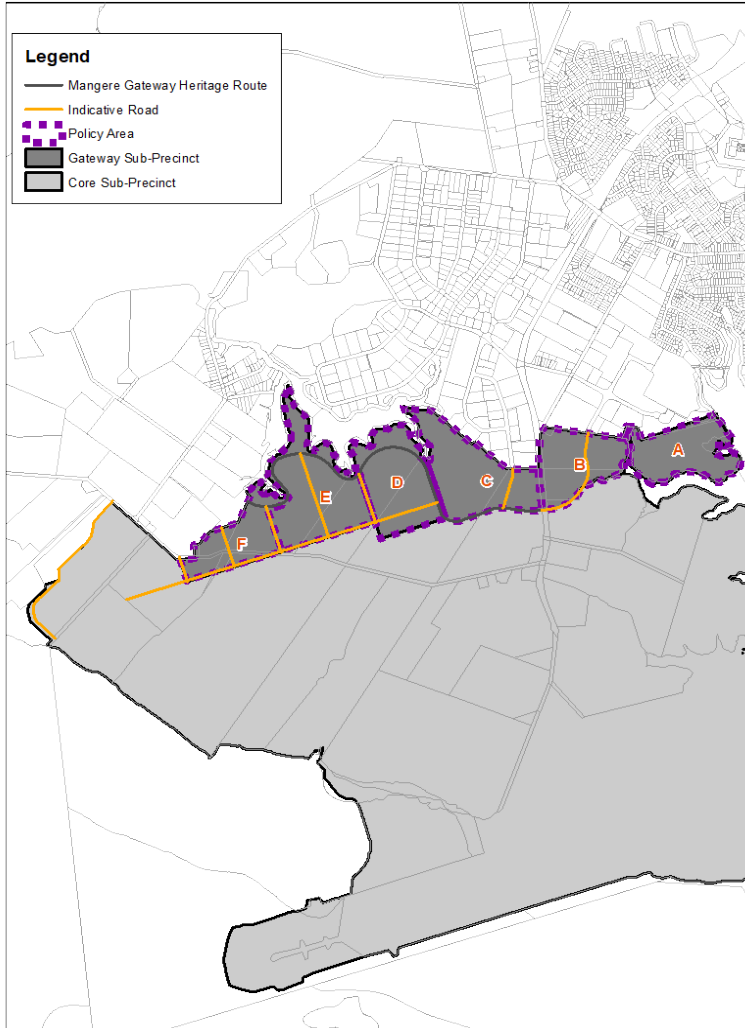 Legend
Mangere Gateway Heritage Route
Indicative Road
Policy Area
Gateway Sub-Precinct
Core Sub-Precinct
A
B
C
D
E
F